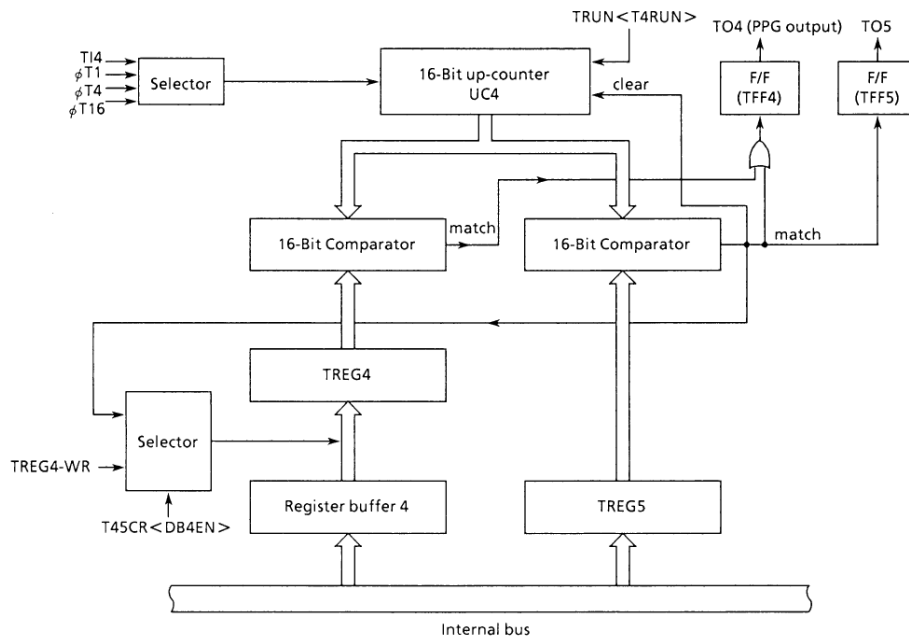 TRUN<T4RUN>
TO4 (PPG output)
TO5
TI4
φT1
φT4
φT16
Selector
16-Bit up-counter
UC4
clear
F/F
(TFF4)
F/F
(TFF5)
16-Bit Comparator
match
16-Bit Comparator
match
TREG4
Selector
TREG4-WR
T45CR<DB4EN>
Register buffer 4
TREG5
Internal bus